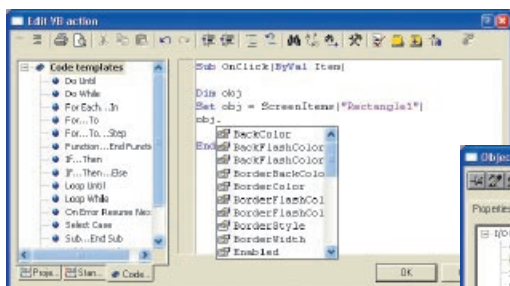 Edit VB action
Code templates
Do Until
Do While
For Each...In
For...To
For...To...Step
Function...End Functi
IF...Then
IF...Then...Else
Loop Until
Loop While
On Error Resume Nex
Select Case
Sub...End Sub
Proje...
Stan...
Code...
Sub OnClick(ByVal Item)
Dim obj
Set obj = ScreenItems("Rectangle1")
obj.
End
BackColor
BackFlashColor
BackFlashColor
BorderBackColo
BorderColor
BorderFlashCol
BorderFlashCol
BorderStyle
BorderWidth
Enabled
OK
Objec
Properties
I/O